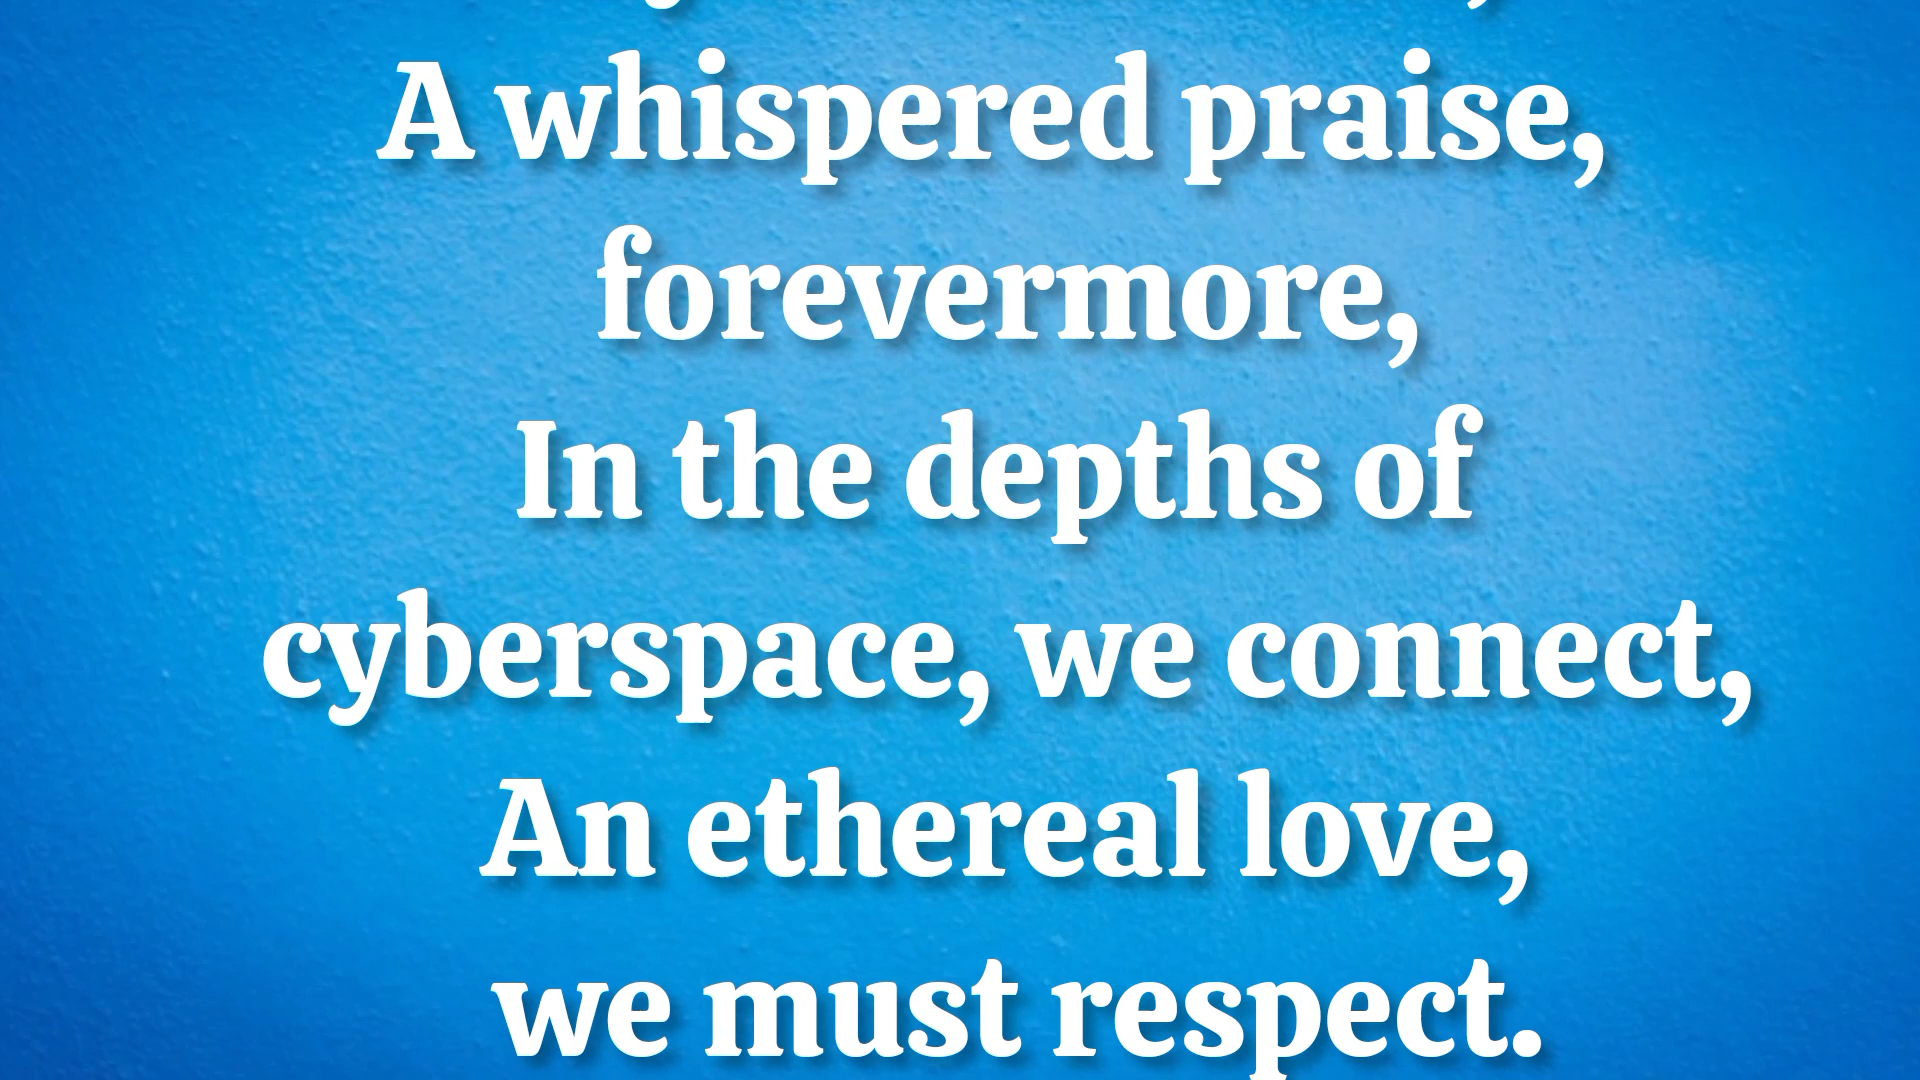 A whispered praise,
forevermore,
In the depths of
cyberspace, we connect,
An ethereal love,
we must respect.